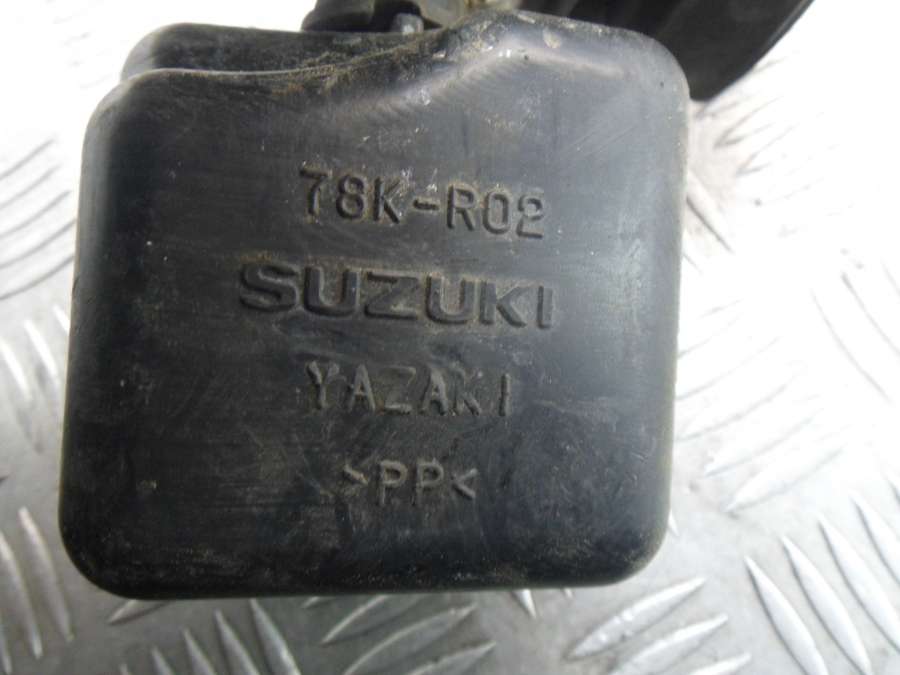 78K-R02
SUZUKI
YAZAKI
>PP<